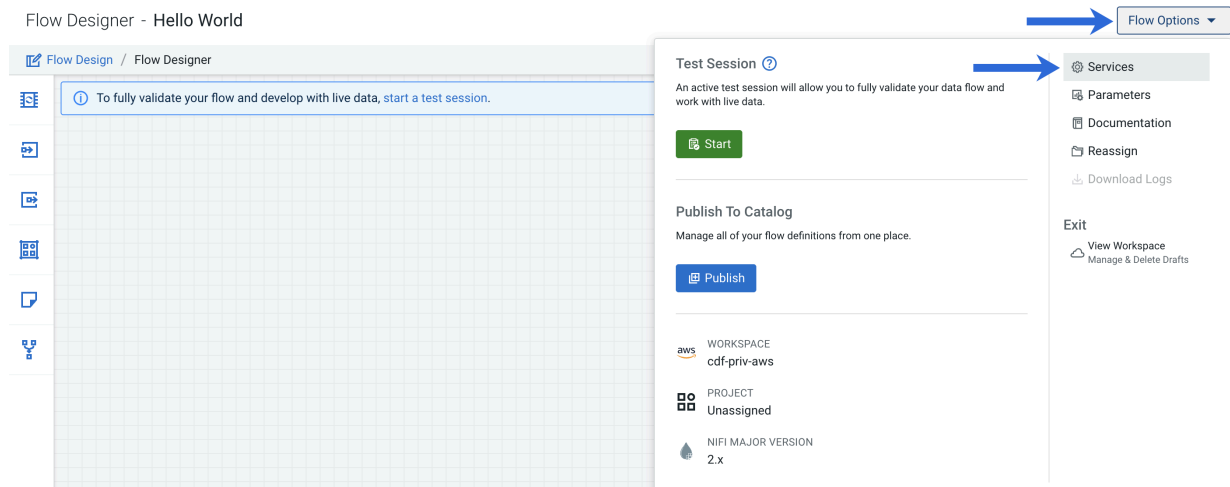 Flow Designer - Hello World
Flow Options
Flow Design / Flow Designer
To fully validate your flow and develop with live data, start a test session.
Test Session
An active test session will allow you to fully validate your data flow and
work with live data.
Start
Publish To Catalog
Manage all of your flow definitions from one place.
Publish
aws
WORKSPACE
cdf-priv-aws
PROJECT
Unassigned
NIFI MAJOR VERSION
2.x
Services
Parameters
Documentation
Reassign
Download Logs
Exit
View Workspace
Manage & Delete Drafts